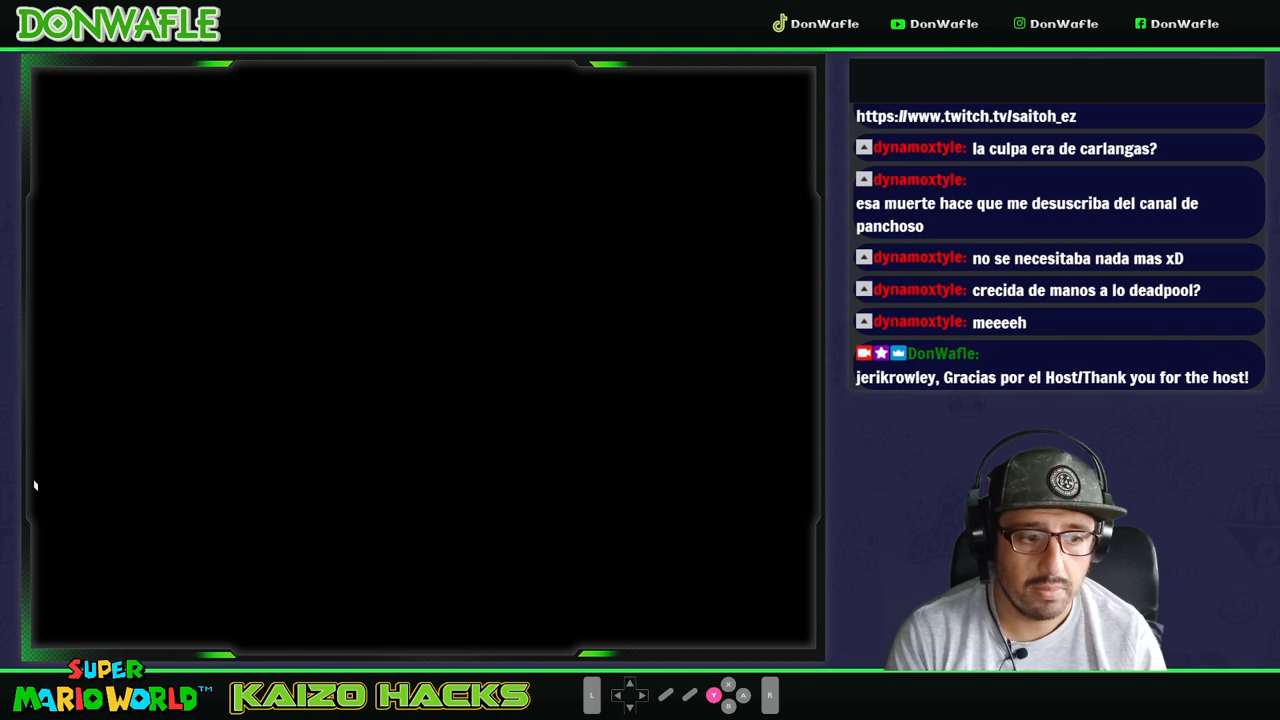 DONWAFLE
DonWafle
DonWafle
DonWafle
DonWafle
https://www.twitch.tv/saitoh_ez
dynamoxtyle: la culpa era de carlangas?
dynamoxtyle:
esa muerte hace que me desuscriba del canal de
panchoso
dynamoxtyle: no se necesitaba nada mas xD
dynamoxtyle: crecida de manos a lo deadpool?
dynamoxtyle: meeeeh
DonWafle:
jerikrowley, Gracias por el Host/Thank you for the host!
SUPER
MARIO WORLD™
KAIZO HACKS
L
Y
X
B
A
R